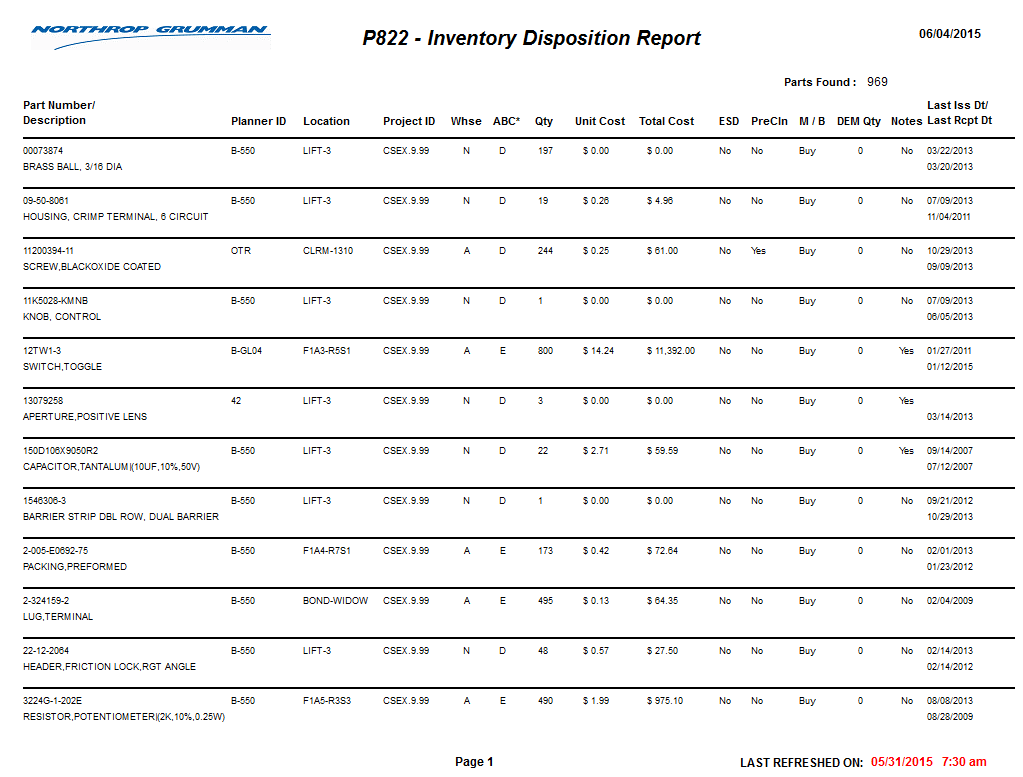 NORTHROP GRUMMAN
P822 - Inventory Disposition Report
06/04/2015
Parts Found : 969
Part Number/ Last Iss Dt/
Description Planner ID Location Project ID Whse ABC* Qty Unit Cost Total Cost ESD PreCln M / B DEM Qty Notes Last Rcpt Dt
00073874 B-550 LIFT-3 CSEX.9.99 N D 197 $ 0.00 $ 0.00 No No Buy 0 No 03/22/2013
BRASS BALL, 3/16 DIA 03/20/2013
09-50-8061 B-550 LIFT-3 CSEX.9.99 N D 19 $ 0.26 $ 4.96 No No Buy 0 No 07/09/2013
HOUSING, CRIMP TERMINAL, 6 CIRCUIT 11/04/2011
11200394-11 OTR CLRM-1310 CSEX.9.99 A D 244 $ 0.25 $ 61.00 No Yes Buy 0 No 10/29/2013
SCREW,BLACKOXIDE COATED 09/09/2013
11K5028-KMNB B-550 LIFT-3 CSEX.9.99 N D 1 $ 0.00 $ 0.00 No No Buy 0 No 07/09/2013
KNOB, CONTROL 06/05/2013
12TW1-3 B-GL04 F1A3-R5S1 CSEX.9.99 A E 800 $ 14.24 $ 11,392.00 No No Buy 0 Yes 01/27/2011
SWITCH,TOGGLE 01/12/2015
13079258 42 LIFT-3 CSEX.9.99 N D 3 $ 0.00 $ 0.00 No No Buy 0 Yes
APERTURE,POSITIVE LENS 03/14/2013
150D106X9050R2 B-550 LIFT-3 CSEX.9.99 N D 22 $ 2.71 $ 59.59 No No Buy 0 Yes 09/14/2007
CAPACITOR,TANTALUM|(10UF,10%,50V) 07/12/2007
1546306-3 B-550 LIFT-3 CSEX.9.99 N D 1 $ 0.00 $ 0.00 No No Buy 0 No 09/21/2012
BARRIER STRIP DBL ROW, DUAL BARRIER 10/29/2013
2-005-E0692-75 B-550 F1A4-R7S1 CSEX.9.99 A E 173 $ 0.42 $ 72.64 No No Buy 0 No 02/01/2013
PACKING,PREFORMED 01/23/2012
2-324159-2 B-550 BOND-WIDOW CSEX.9.99 A E 495 $ 0.13 $ 64.35 No No Buy 0 No 02/04/2009
LUG,TERMINAL
22-12-2064 B-550 LIFT-3 CSEX.9.99 N D 48 $ 0.57 $ 27.50 No No Buy 0 No 02/14/2013
HEADER,FRICTION LOCK,RGT ANGLE 02/14/2012
3224G-1-202E B-550 F1A5-R3S3 CSEX.9.99 A E 490 $ 1.99 $ 975.10 No No Buy 0 No 08/08/2013
RESISTOR,POTENTIOMETER|(2K,10%,0.25W) 08/28/2009
Page 1
LAST REFRESHED ON: 05/31/2015 7:30 am